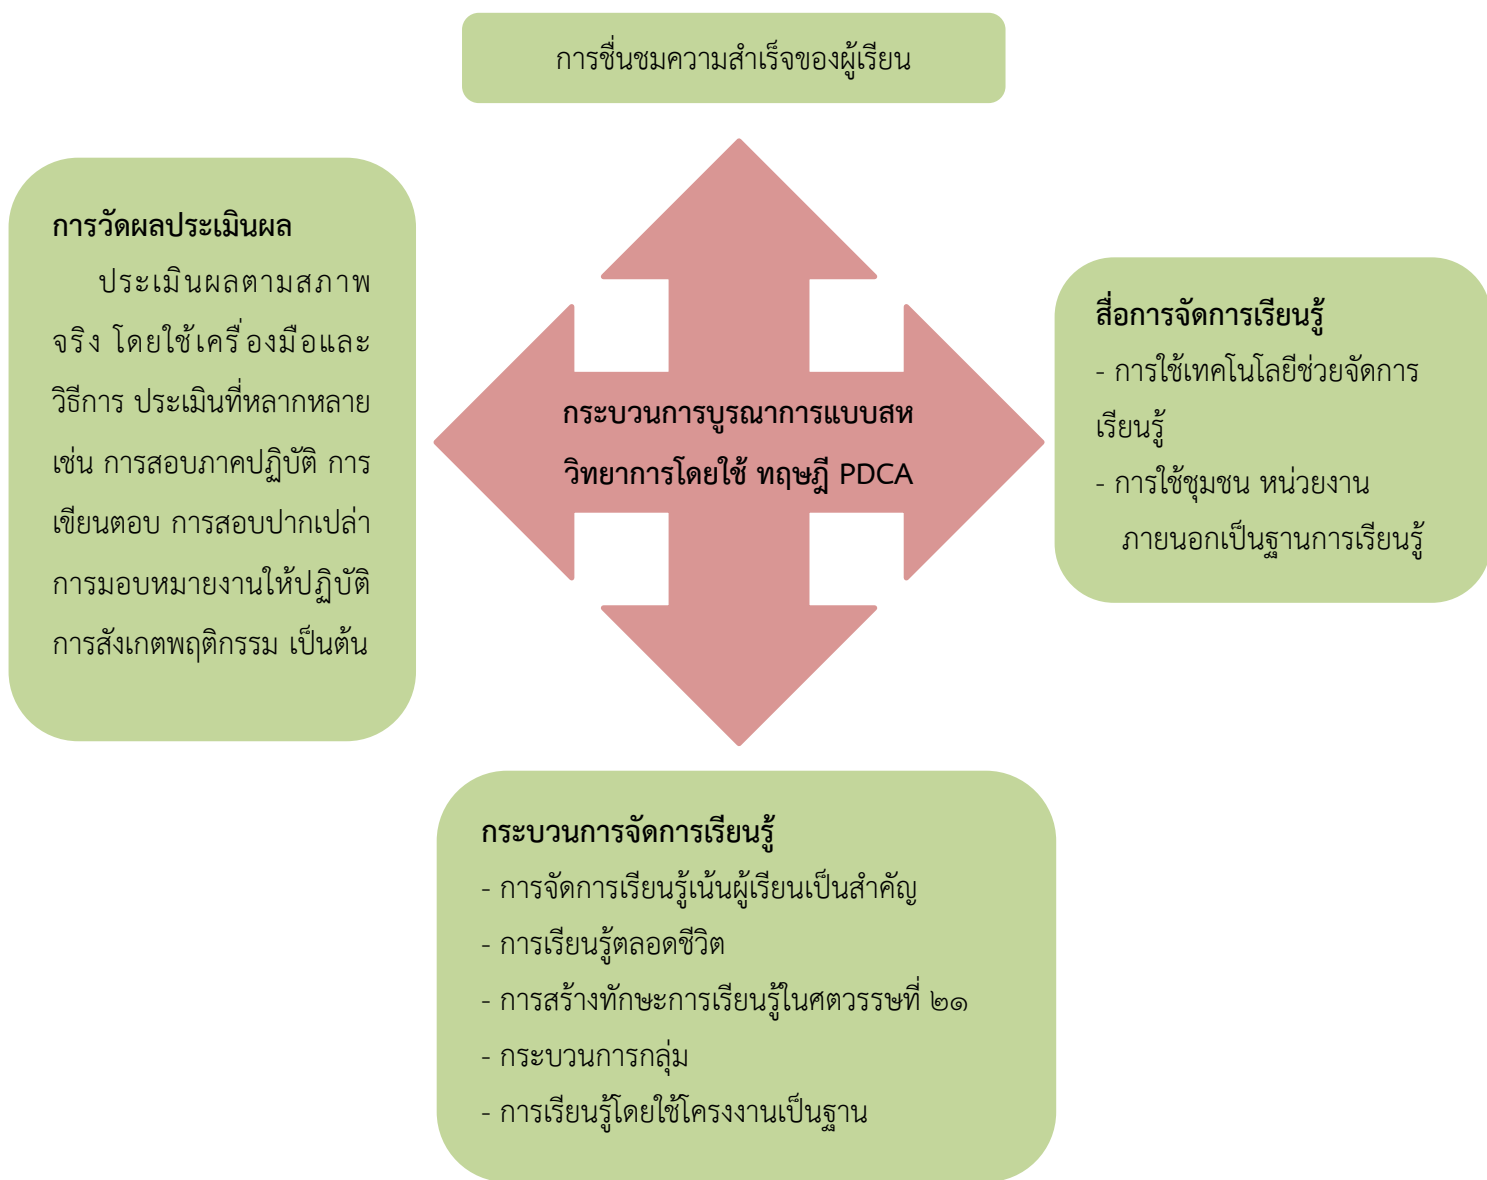 การชื่นชมความสำเร็จของผู้เรียน
การวัดผลประเมินผล
ประเมินผลตามสภาพ
จริง โดยใช้เครื่องมือและ
วิธีการ ประเมินที่หลากหลาย
เช่น การสอบภาคปฏิบัติ การ
เขียนตอบ การสอบปากเปล่า
การมอบหมายงานให้ปฏิบัติ
การสังเกตพฤติกรรม เป็นต้น
กระบวนการบูรณาการแบบสห
วิทยาการโดยใช้ ทฤษฎี PDCA
สื่อการจัดการเรียนรู้
- การใช้เทคโนโลยีช่วยจัดการ
เรียนรู้
- การใช้ชุมชน หน่วยงาน
ภายนอกเป็นฐานการเรียนรู้
กระบวนการจัดการเรียนรู้
- การจัดการเรียนรู้เน้นผู้เรียนเป็นสำคัญ
- การเรียนรู้ตลอดชีวิต
- การสร้างทักษะการเรียนรู้ในศตวรรษที่ ๒๑
- กระบวนการกลุ่ม
- การเรียนรู้โดยใช้โครงงานเป็นฐาน